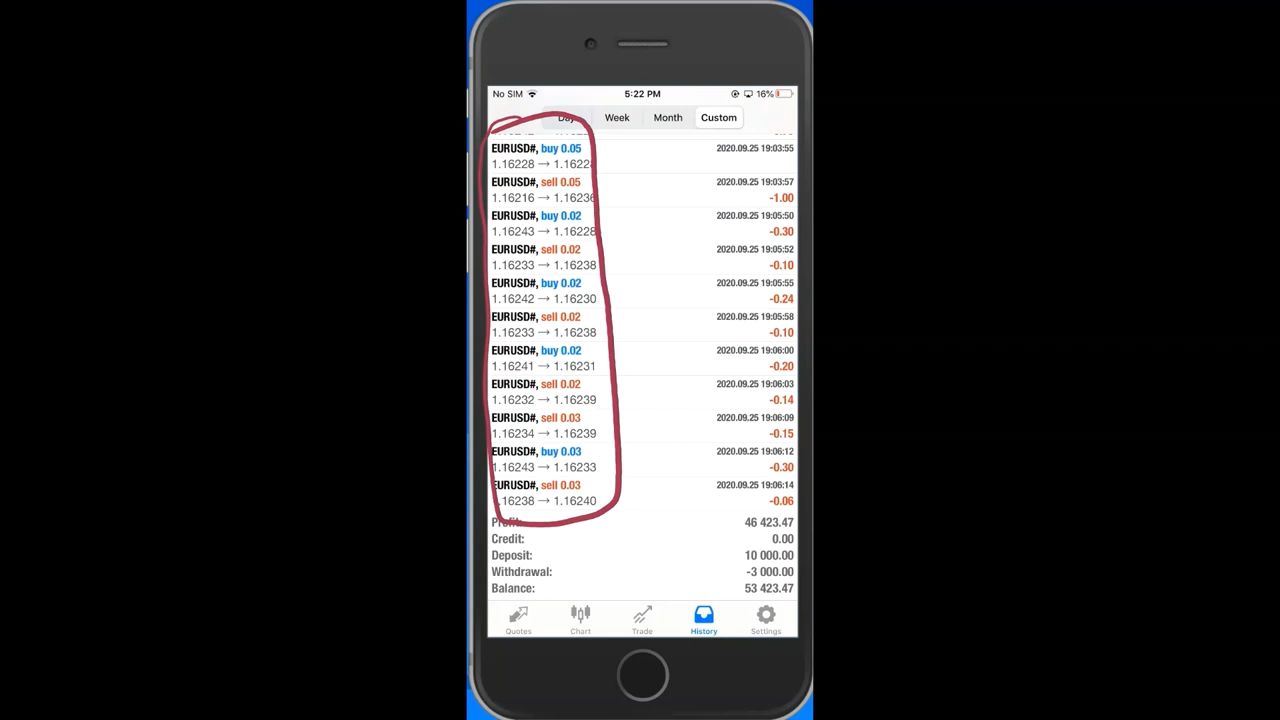 No SIM 5:22 PM 16%
Day Week Month Custom
EURUSD#, buy 0.05 2020.09.25 19:03:55
1.16228 → 1.16228
EURUSD#, sell 0.05 2020.09.25 19:03:57
1.16216 → 1.16236 -1.00
EURUSD#, buy 0.02 2020.09.25 19:05:50
1.16243 → 1.16228 -0.30
EURUSD#, sell 0.02 2020.09.25 19:05:52
1.16233 → 1.16238 -0.10
EURUSD#, buy 0.02 2020.09.25 19:05:55
1.16242 → 1.16230 -0.24
EURUSD#, sell 0.02 2020.09.25 19:05:58
1.16233 → 1.16238 -0.10
EURUSD#, buy 0.02 2020.09.25 19:06:00
1.16241 → 1.16231 -0.20
EURUSD#, sell 0.02 2020.09.25 19:06:03
1.16232 → 1.16239 -0.14
EURUSD#, sell 0.03 2020.09.25 19:06:09
1.16234 → 1.16239 -0.15
EURUSD#, buy 0.03 2020.09.25 19:06:12
1.16243 → 1.16233 -0.30
EURUSD#, sell 0.03 2020.09.25 19:06:14
1.16238 → 1.16240 -0.06
Profit: 46 423.47
Credit: 0.00
Deposit: 10 000.00
Withdrawal: -3 000.00
Balance: 53 423.47
Quotes Chart Trade History Settings